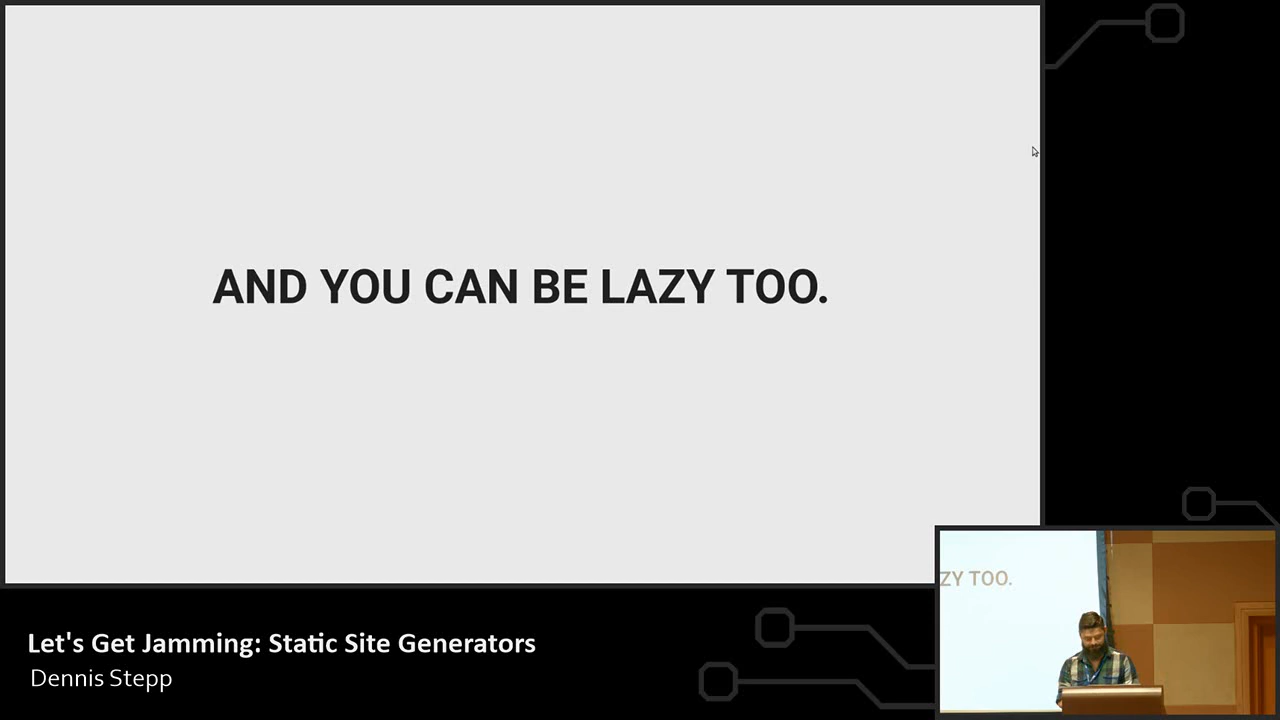 AND YOU CAN BE LAZY TOO.
ZY TOO.
Let's Get Jamming: Static Site Generators
Dennis Stepp